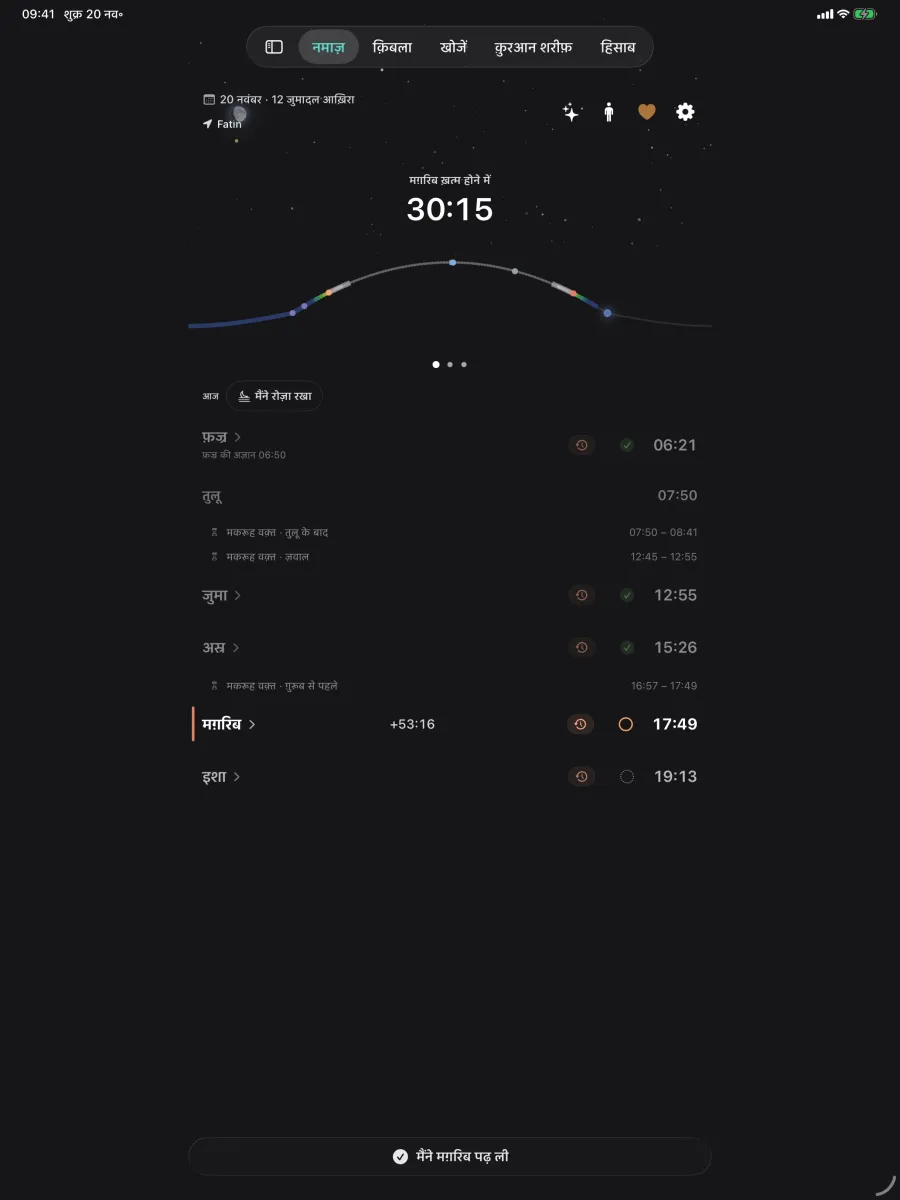 09:41 शुक्र 20 नव॰
नमाज़ क़िबला खोजें क़ुरआन शरीफ़ हिसाब
20 नवंबर · 12 जुमादल आख़िरा
Fatin
मग़रिब ख़त्म होने में
30:15
आज मैंने रोज़ा रखा
फ़ज्र 06:21
फ़ज्र की अज़ान 06:50
तुलू 07:50
मकरूह वक़्त · तुलू के बाद 07:50 – 08:41
मकरूह वक़्त · ज़वाल 12:45 – 12:55
जुमा 12:55
अस्र 15:26
मकरूह वक़्त · ग़ुरूब से पहले 16:57 – 17:49
मग़रिब +53:16 17:49
इशा 19:13
मैंने मग़रिब पढ़ ली